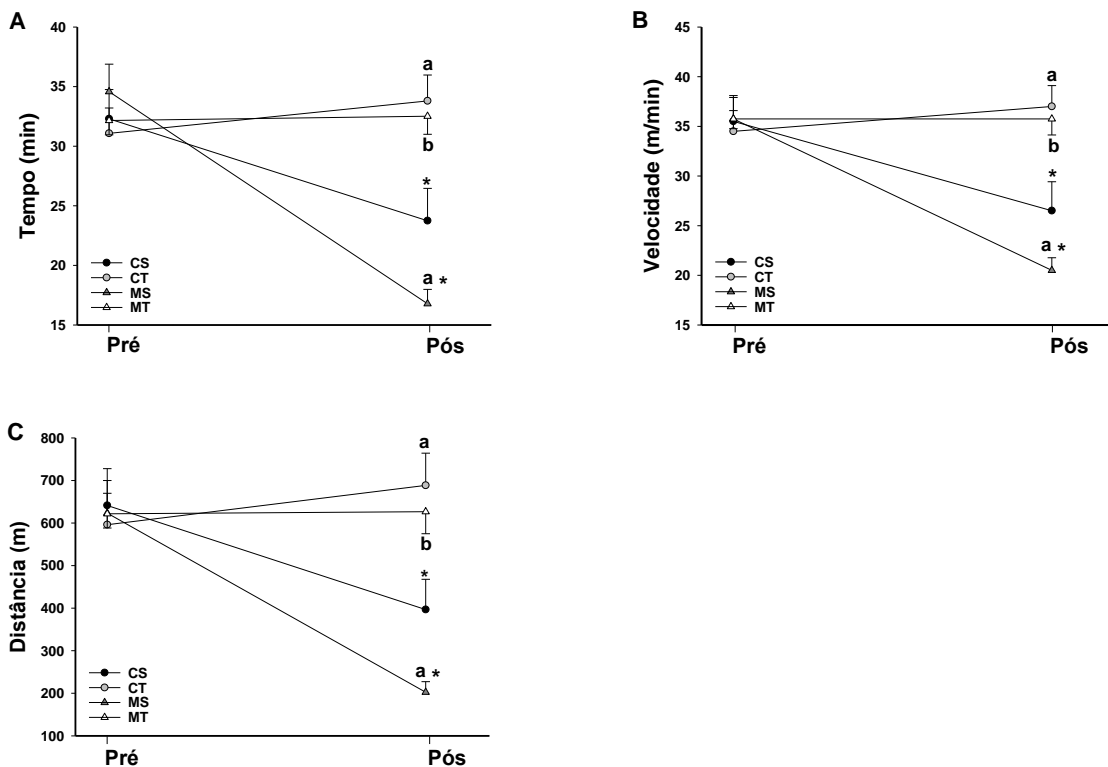 A
Tempo (min)
40
35
30
25
20
15
a
b
*
a *
CS
CT
MS
MT
Pré
Pós
B
Velocidade (m/min)
45
40
35
30
25
20
15
a
b
*
a *
CS
CT
MS
MT
Pré
Pós
C
Distância (m)
800
700
600
500
400
300
200
100
a
b
*
a *
CS
CT
MS
MT
Pré
Pós